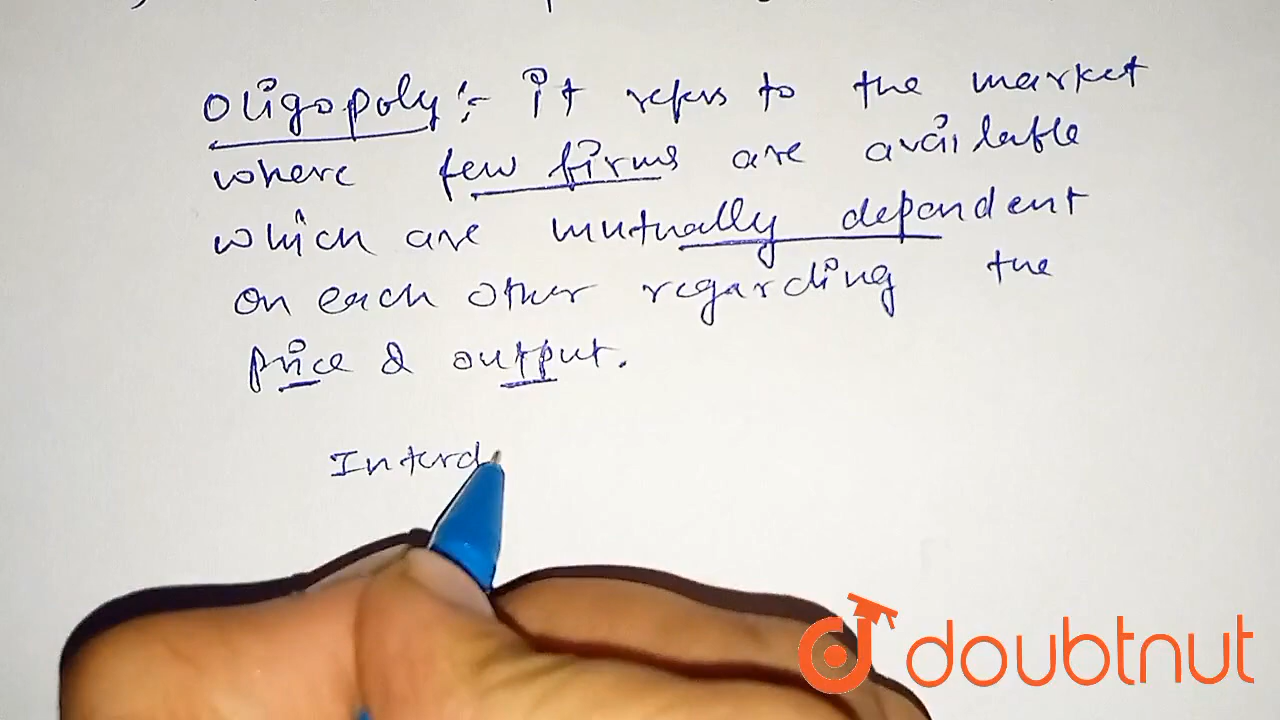 Oligopoly :- It refers to the market
where few firms are available
which are mutually dependent
on each other regarding the
price & output.
Interd
doubtnut